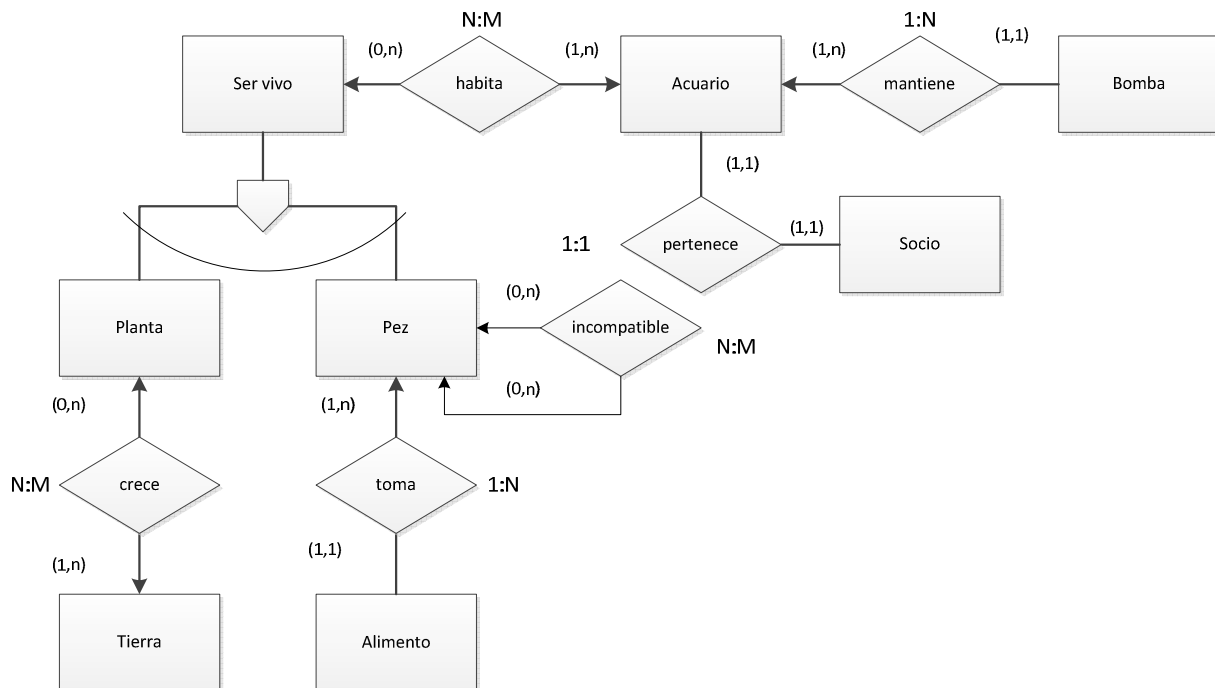 N:M
1:N
(0,n)
(1,n)
(1,n)
(1,1)
Ser vivo
habita
Acuario
mantiene
Bomba
(1,1)
1:1
pertenece
(1,1)
Socio
(0,n)
Planta
Pez
incompatible
N:M
(0,n)
(1,n)
(0,n)
N:M
crece
toma
1:N
(1,n)
(1,1)
Tierra
Alimento